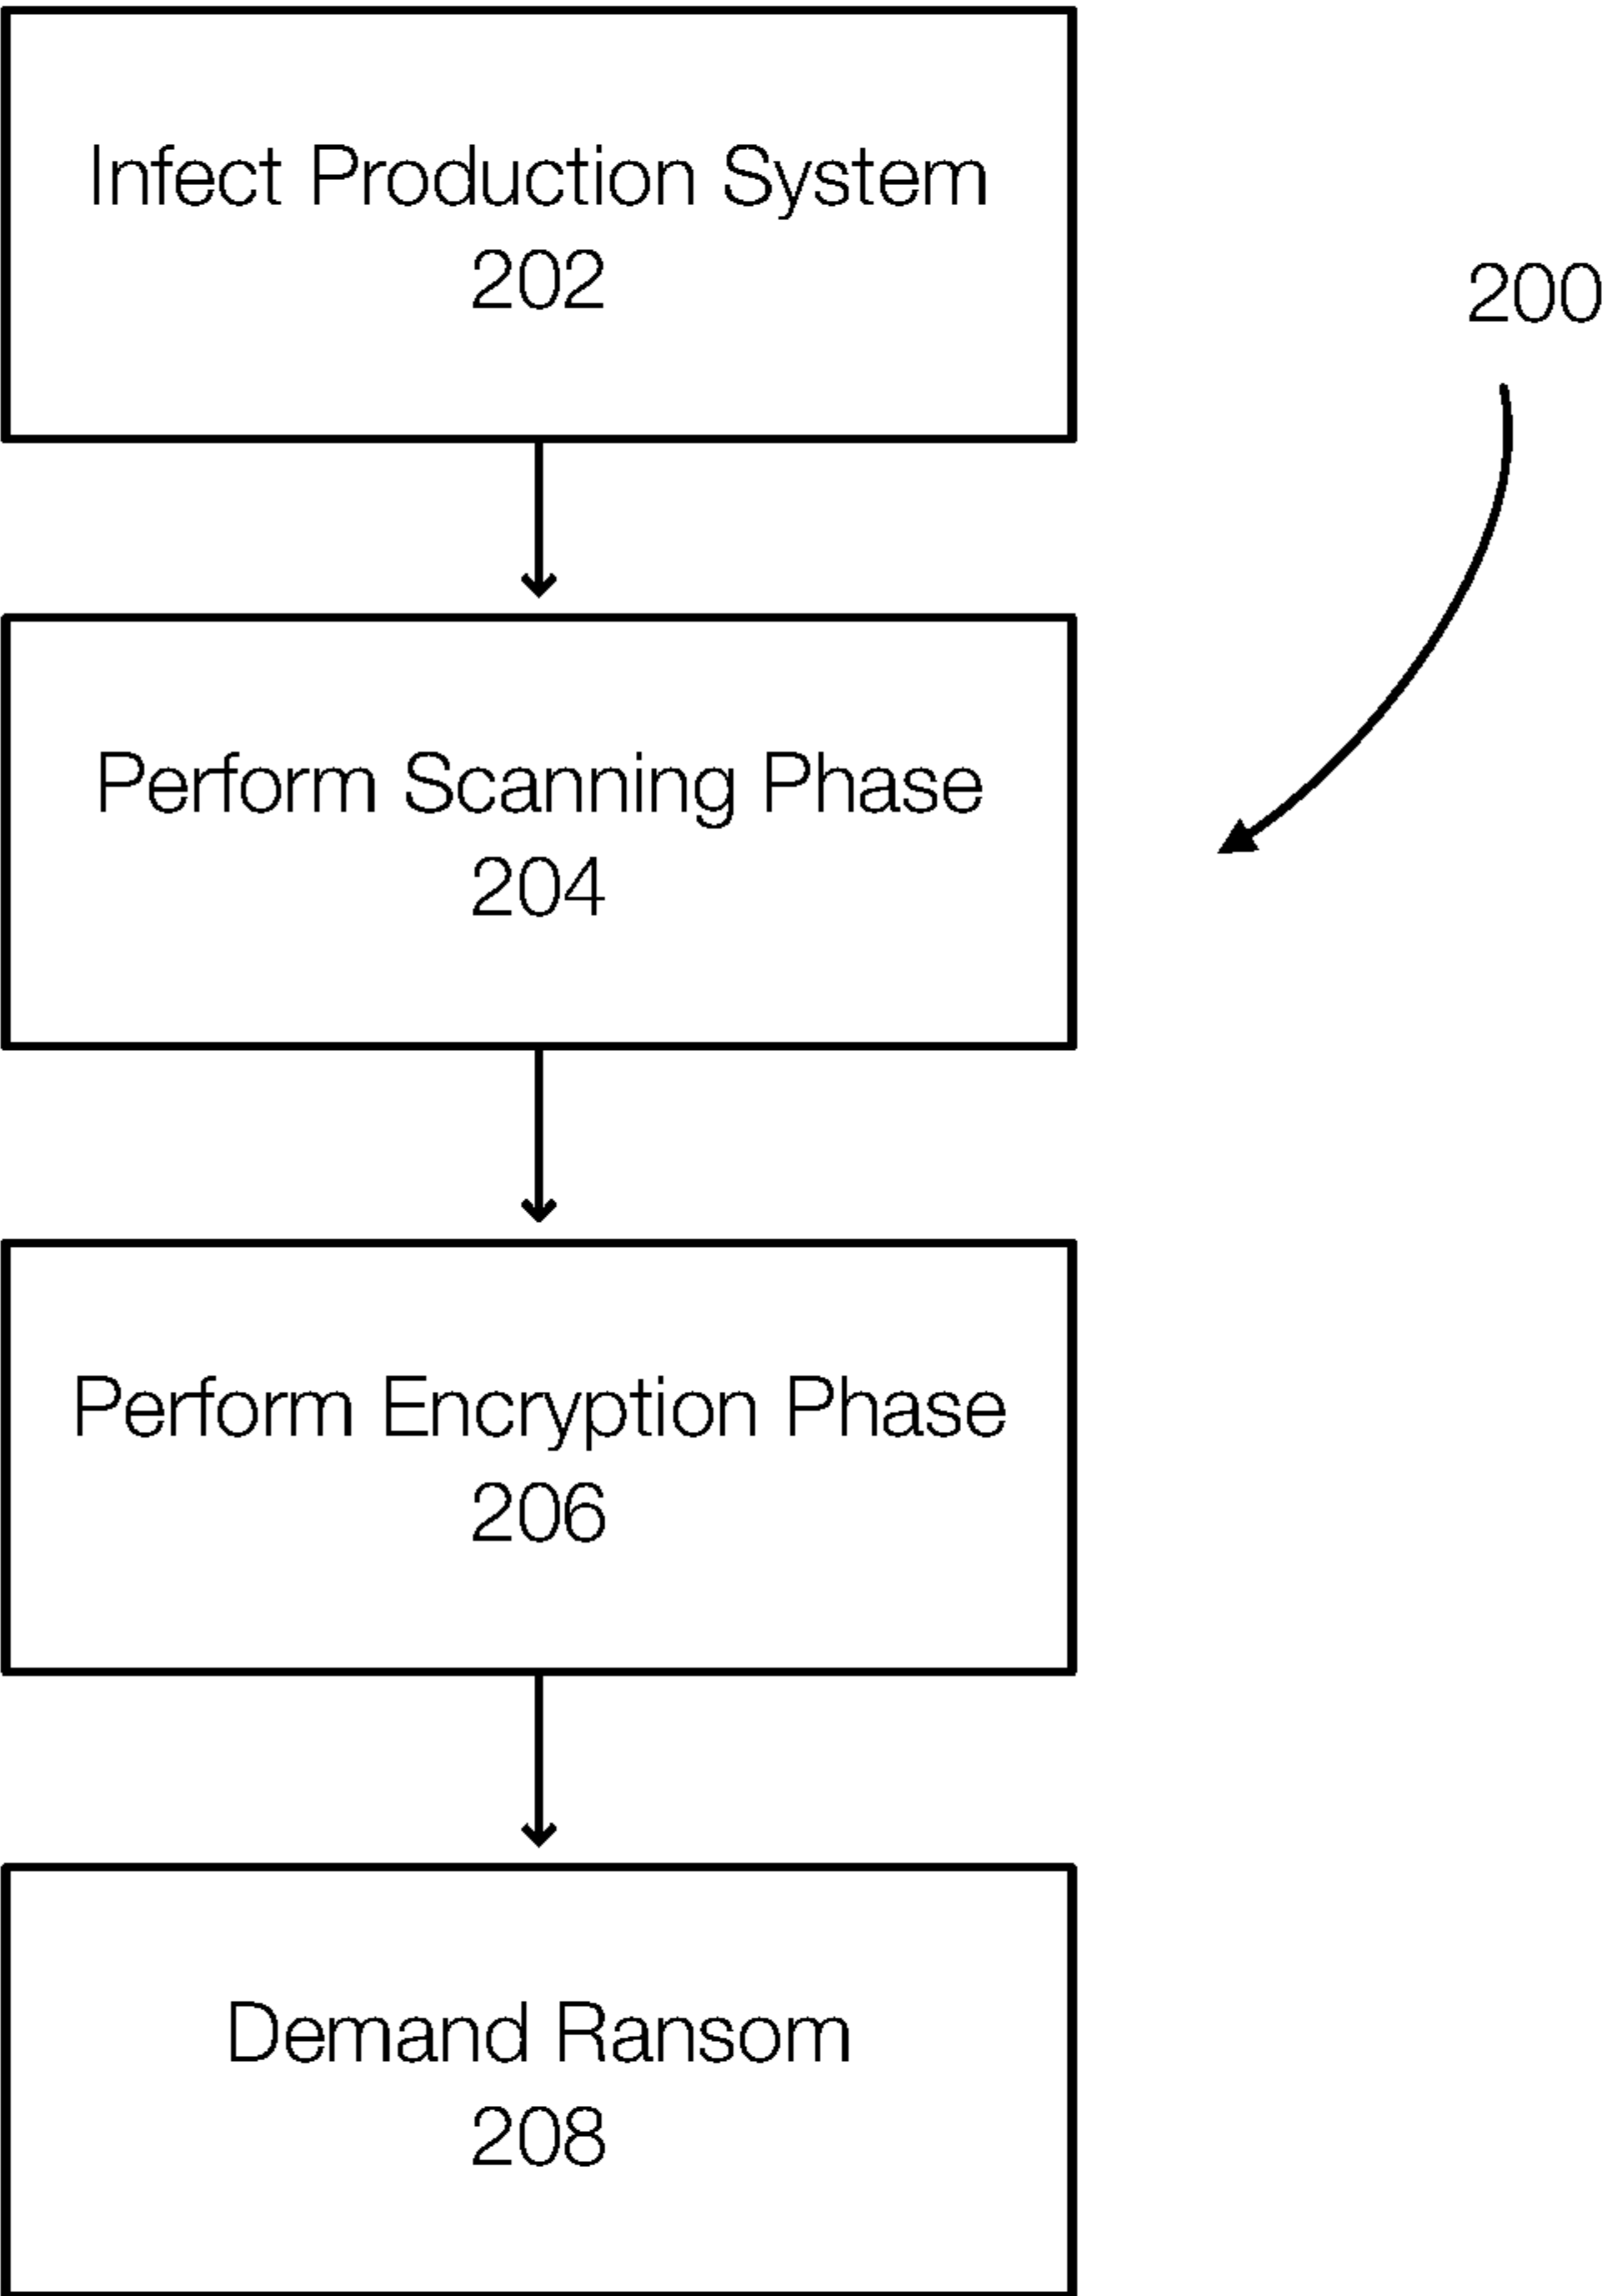 Infect Production System
202
200
Perform Scanning Phase
204
Perform Encryption Phase
206
Demand Ransom
208